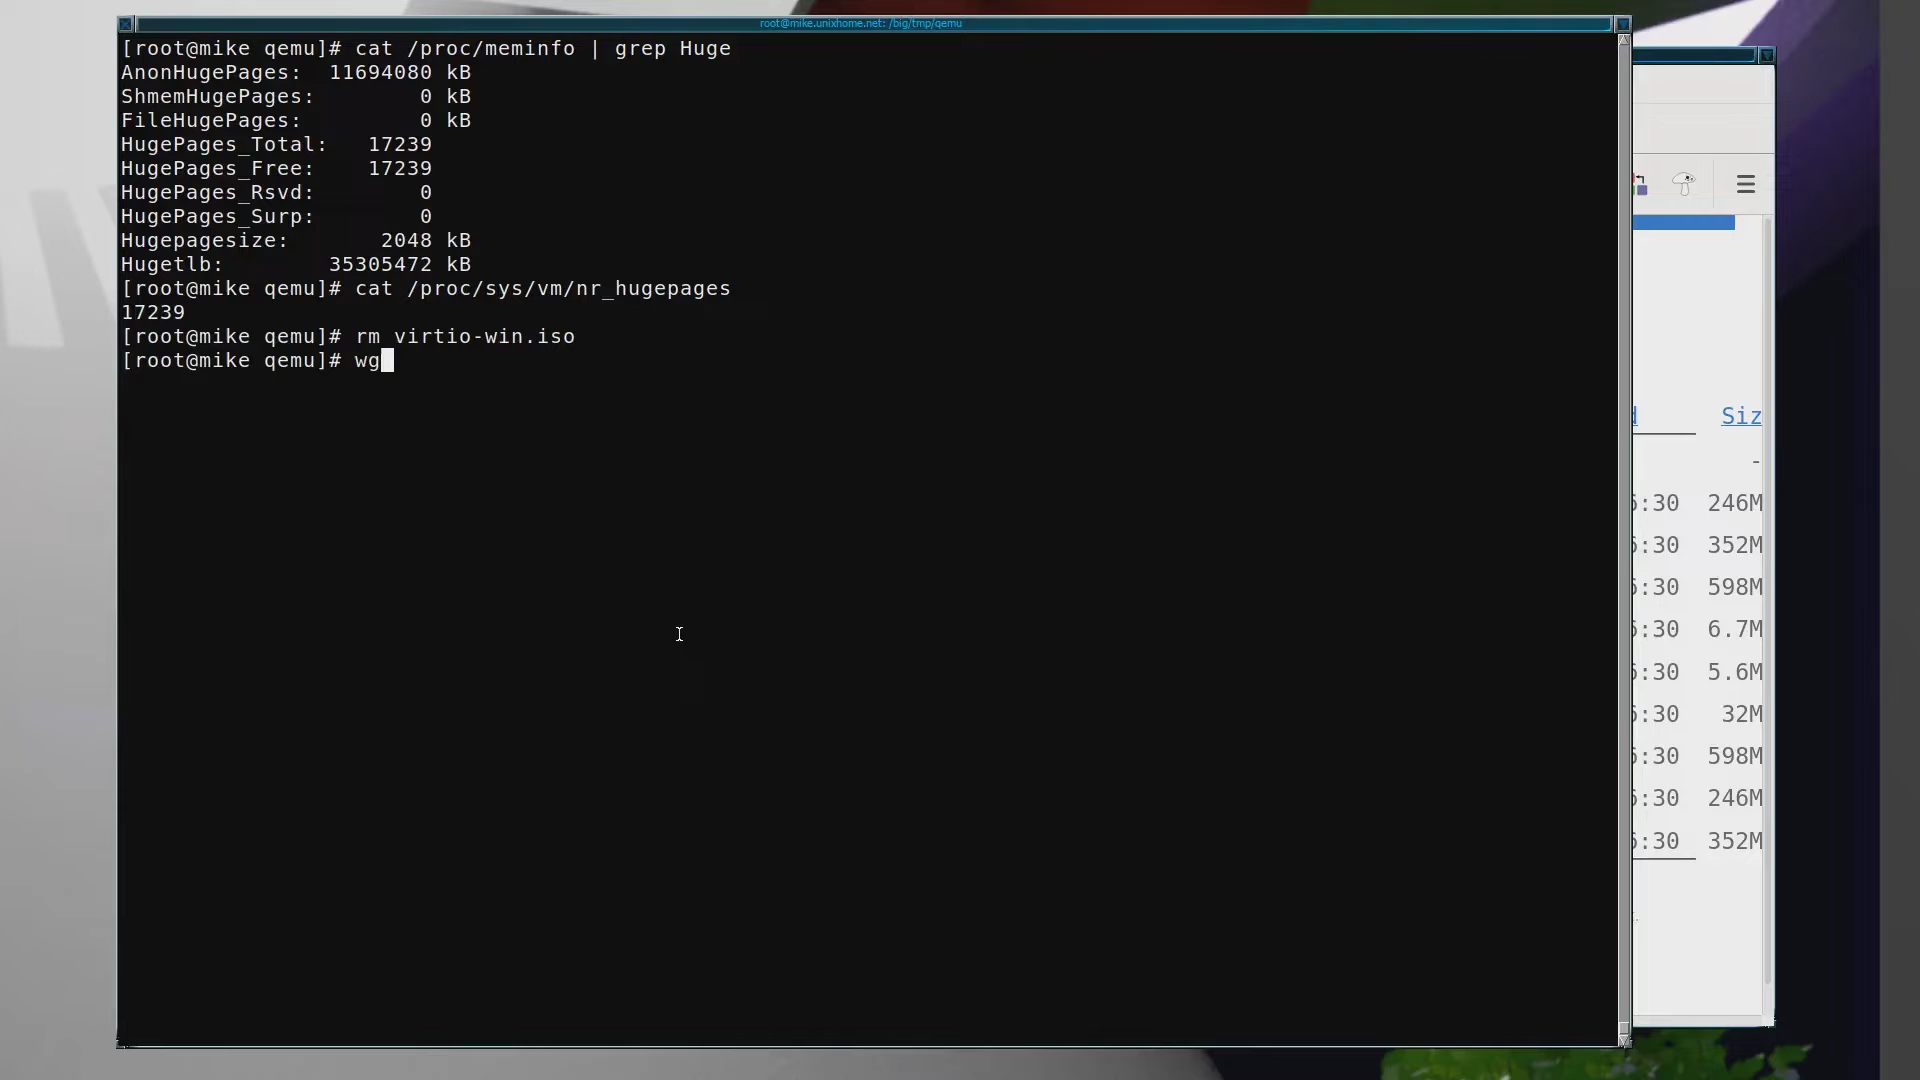 root@mike.unixhome.net: /big/tmp/qemu
[root@mike qemu]# cat /proc/meminfo | grep Huge
AnonHugePages:  11694080 kB
ShmemHugePages:        0 kB
FileHugePages:         0 kB
HugePages_Total:   17239
HugePages_Free:    17239
HugePages_Rsvd:        0
HugePages_Surp:        0
Hugepagesize:       2048 kB
Hugetlb:        35305472 kB
[root@mike qemu]# cat /proc/sys/vm/nr_hugepages
17239
[root@mike qemu]# rm virtio-win.iso
[root@mike qemu]# wg
d Siz
-
:30 246M
:30 352M
:30 598M
:30 6.7M
:30 5.6M
:30 32M
:30 598M
:30 246M
:30 352M